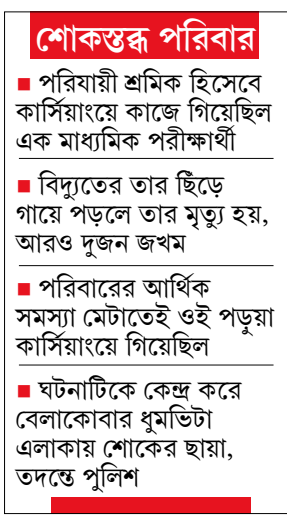 শোকস্তব্ধ পরিবার
■ পরিযায়ী শ্রমিক হিসেবে
কার্সিয়াংয়ে কাজে গিয়েছিল
এক মাধ্যমিক পরীক্ষার্থী
■ বিদ্যুতের তার ছিঁড়ে
গায়ে পড়লে তার মৃত্যু হয়,
আরও দুজন জখম
■ পরিবারের আর্থিক
সমস্যা মেটাতেই ওই পড়ুয়া
কার্সিয়াংয়ে গিয়েছিল
■ ঘটনাটিকে কেন্দ্র করে
বেলাকোবার ধুমভিটা
এলাকায় শোকের ছায়া,
তদন্তে পুলিশ